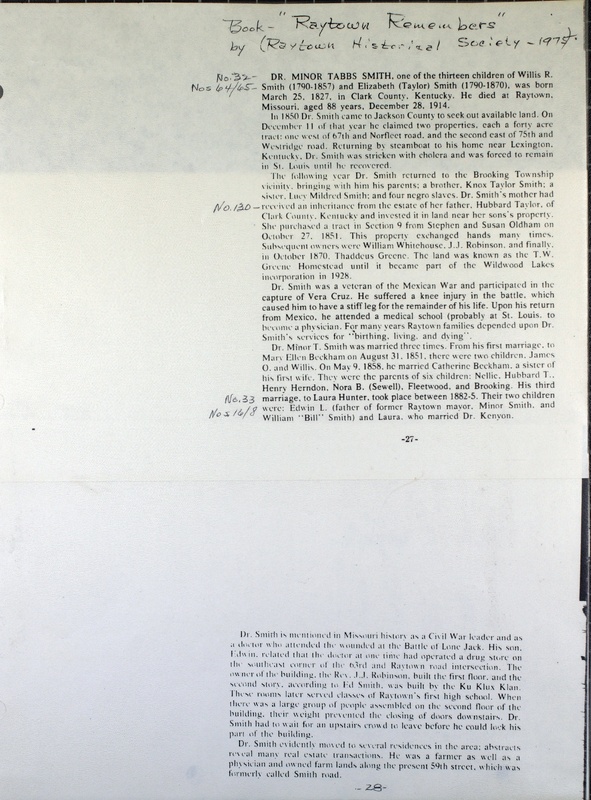 Book - "Raytown Remembers"
by (Raytown Historical Society - 1975).
No. 32 -
Nos 64/65 -
DR. MINOR TABBS SMITH, one of the thirteen children of Willis R.
Smith (1790-1857) and Elizabeth (Taylor) Smith (1790-1870), was born
March 25, 1827, in Clark County, Kentucky. He died at Raytown,
Missouri, aged 88 years, December 28, 1914.
In 1850 Dr. Smith came to Jackson County to seek out available land. On
December 11 of that year he claimed two properties, each a forty acre
tract; one west of 67th and Norfleet road, and the second east of 75th and
Westridge road. Returning by steamboat to his home near Lexington,
Kentucky, Dr. Smith was stricken with cholera and was forced to remain
in St. Louis until he recovered.
The following year Dr. Smith returned to the Brooking Township
vicinity, bringing with him his parents; a brother, Knox Taylor Smith; a
sister, Lucy Mildred Smith; and four negro slaves. Dr. Smith's mother had
No. 130 -
received an inheritance from the estate of her father, Hubbard Taylor, of
Clark County, Kentucky and invested it in land near her sons's property.
She purchased a tract in Section 9 from Stephen and Susan Oldham on
October 27, 1851. This property exchanged hands many times.
Subsequent owners were William Whitehouse, J.J. Robinson, and finally,
in October 1870, Thaddeus Greene. The land was known as the T.W.
Greene Homestead until it became part of the Wildwood Lakes
incorporation in 1928.
Dr. Smith was a veteran of the Mexican War and participated in the
capture of Vera Cruz. He suffered a knee injury in the battle, which
caused him to have a stiff leg for the remainder of his life. Upon his return
from Mexico, he attended a medical school (probably at St. Louis, to
become a physician. For many years Raytown families depended upon Dr.
Smith's services for "birthing, living, and dying".
Dr. Minor T. Smith was married three times. From his first marriage, to
Mary Ellen Beckham on August 31, 1851, there were two children, James
O. and Willis. On May 9, 1858, he married Catherine Beckham, a sister of
his first wife. They were the parents of six children: Nellie, Hubbard T.,
Henry Herndon, Nora B. (Sewell), Fleetwood, and Brooking. His third
No. 33
marriage, to Laura Hunter, took place between 1882-5. Their two children
Nos 16/8
were: Edwin L. (father of former Raytown mayor, Minor Smith, and
William "Bill" Smith) and Laura, who married Dr. Kenyon.
-27-
Dr. Smith is mentioned in Missouri history as a Civil War leader and as
a doctor who attended the wounded at the Battle of Lone Jack. His son,
Edwin, related that the doctor at one time had operated a drug store on
the southeast corner of the 63rd and Raytown road intersection. The
owner of the building, the Rev. J.J. Robinson, built the first floor, and the
second story, according to Ed Smith, was built by the Ku Klux Klan.
These rooms later served classes of Raytown's first high school. When
there was a large group of people assembled on the second floor of the
building, their weight prevented the closing of doors downstairs. Dr.
Smith had to wait for an upstairs crowd to leave before he could lock his
part of the building.
Dr. Smith evidently moved to several residences in the area; abstracts
reveal many real estate transactions. He was a farmer as well as a
physician and owned farm lands along the present 59th street, which was
formerly called Smith road.
-28-